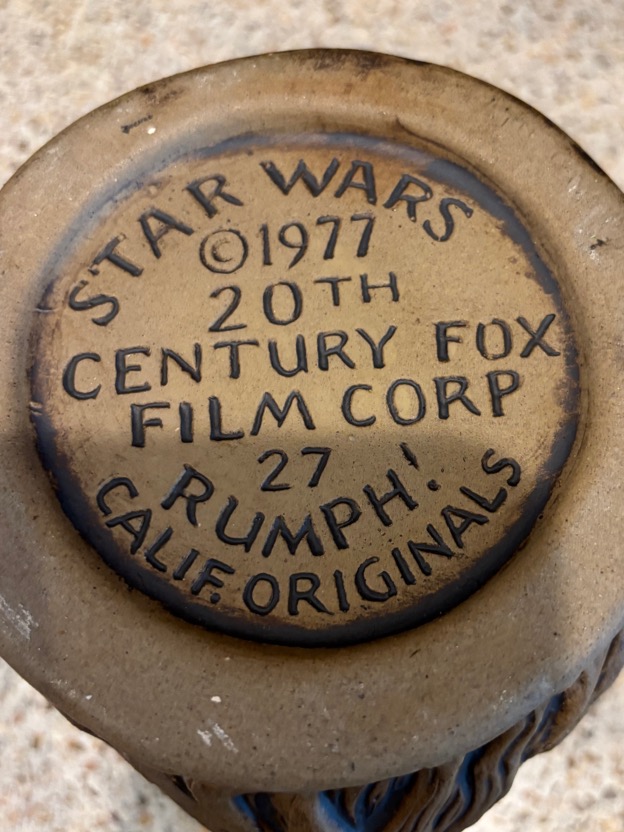 STAR WARS
©1977
20TH
CENTURY FOX
FILM CORP
27
RUMPH!
CALIF. ORIGINALS